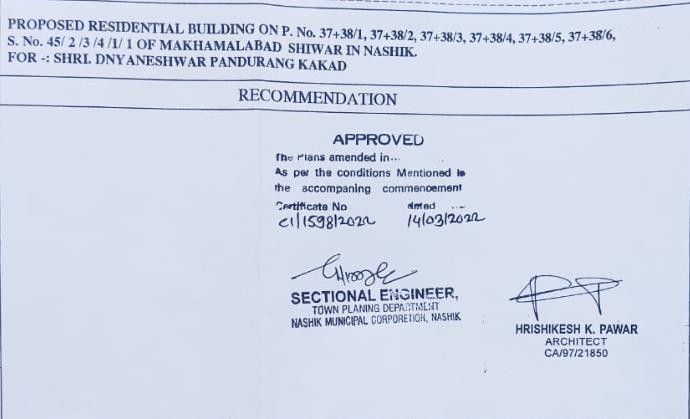 PROPOSED RESIDENTIAL BUILDING ON P. No. 37+38/1, 37+38/2, 37+38/3, 37+38/4, 37+38/5, 37+38/6,
S. No. 45/ 2 /3 /4 /1/ 1 OF MAKHAMALABAD SHIWAR IN NASHIK.
FOR -: SHRI. DNYANESHWAR PANDURANG KAKAD
RECOMMENDATION
APPROVED
The Plans amended in...
As per the conditions Mentioned in
the accompaning commencement
Certificate No dated
C1/1598/2022 14/03/2022
SECTIONAL ENGINEER,
TOWN PLANING DEPARTMENT
NASHIK MUNICIPAL CORPORETION, NASHIK
HRISHIKESH K. PAWAR
ARCHITECT
CA/97/21850